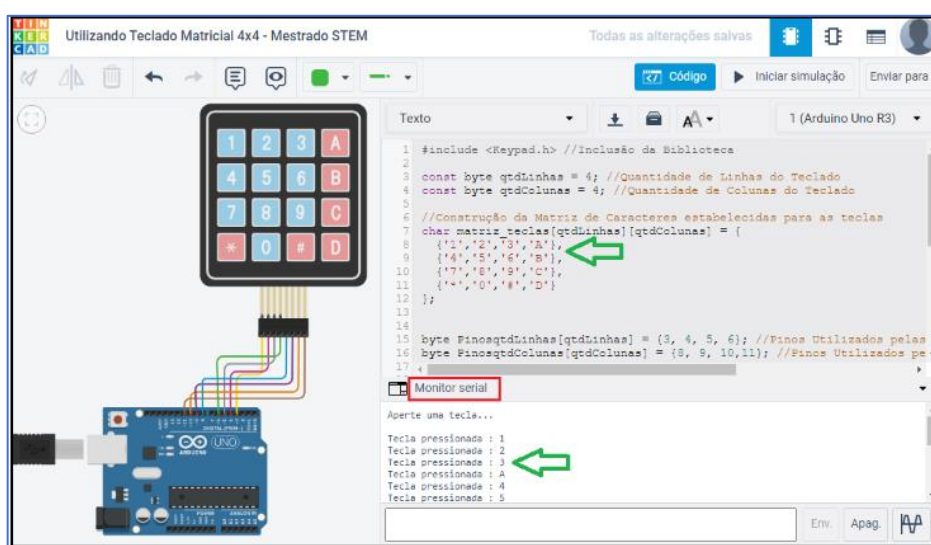 TIN
KER
CAD
Utilizando Teclado Matricial 4x4 - Mestrado STEM
Todas as alterações salvas
Código
Iniciar simulação
Enviar para
Texto
1 (Arduino Uno R3)
1 #include <Keypad.h> //Inclusão da Biblioteca
2
3 const byte qtdLinhas = 4; //Quantidade de Linhas do Teclado
4 const byte qtdColunas = 4; //Quantidade de Colunas do Teclado
5
6 //Construção da Matriz de Caracteres estabelecidas para as teclas
7 char matriz_teclas[qtdLinhas][qtdColunas] = {
8 {'1','2','3','A'},
9 {'4','5','6','B'},
10 {'7','8','9','C'},
11 {'*','0','#','D'}
12 };
13
14
15 byte PinosqtdLinhas[qtdLinhas] = {3, 4, 5, 6}; //Pinos Utilizados pelas
16 byte PinosqtdColunas[qtdColunas] = {8, 9, 10,11}; //Pinos Utilizados pe
17
Monitor serial
Aperte uma tecla...
Tecla pressionada : 1
Tecla pressionada : 2
Tecla pressionada : 3
Tecla pressionada : A
Tecla pressionada : 4
Tecla pressionada : 5
Env. Apag.
1 2 3 A
4 5 6 B
7 8 9 C
* 0 # D
UNO
ARDUINO